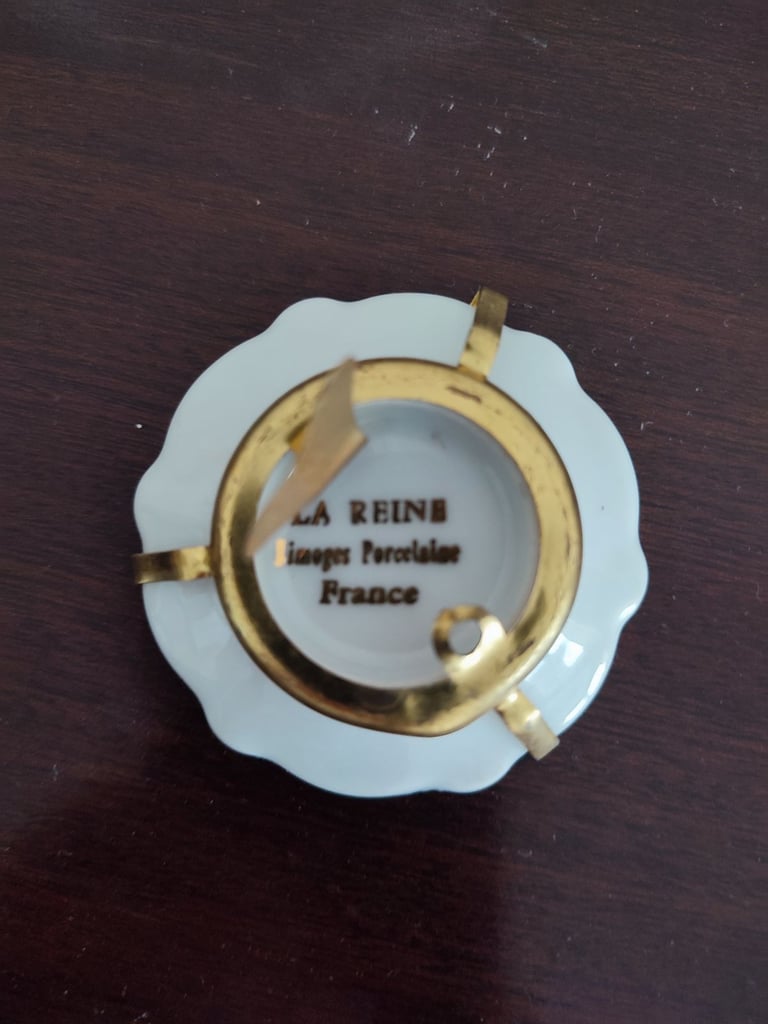 LA REINE
Limoges Porcelaine
France